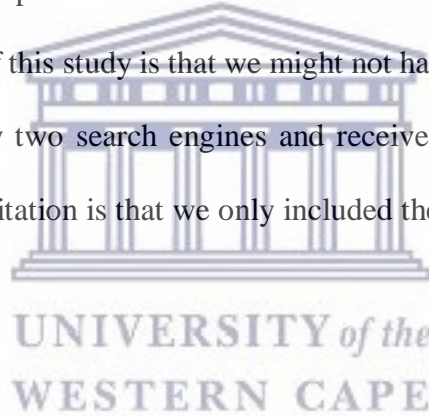 f this study is that we might not ha
two search engines and receive
itation is that we only included the
UNIVERSITY of the
WESTERN CAPE